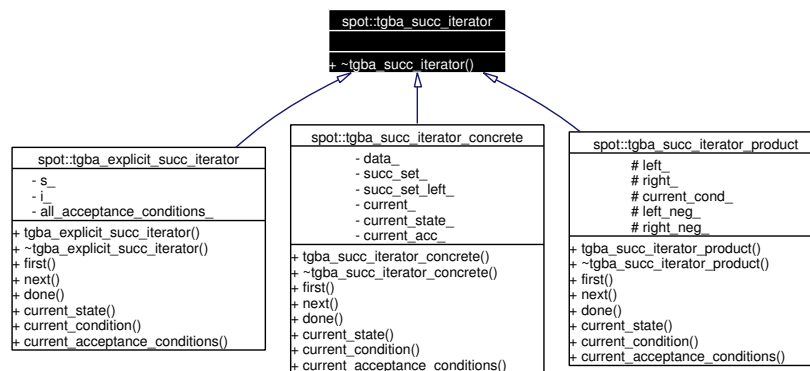 spot::tgba_succ_iterator
+ ~tgba_succ_iterator()
spot::tgba_explicit_succ_iterator
- s_
- i_
- all_acceptance_conditions_
+ tgba_explicit_succ_iterator()
+ ~tgba_explicit_succ_iterator()
+ first()
+ next()
+ done()
+ current_state()
+ current_condition()
+ current_acceptance_conditions()
spot::tgba_succ_iterator_concrete
- data_
- succ_set_
- succ_set_left_
- current_
- current_state_
- current_acc_
+ tgba_succ_iterator_concrete()
+ ~tgba_succ_iterator_concrete()
+ first()
+ next()
+ done()
+ current_state()
+ current_condition()
+ current_acceptance_conditions()
spot::tgba_succ_iterator_product
# left_
# right_
# current_cond_
# left_neg_
# right_neg_
+ tgba_succ_iterator_product()
+ ~tgba_succ_iterator_product()
+ first()
+ next()
+ done()
+ current_state()
+ current_condition()
+ current_acceptance_conditions()